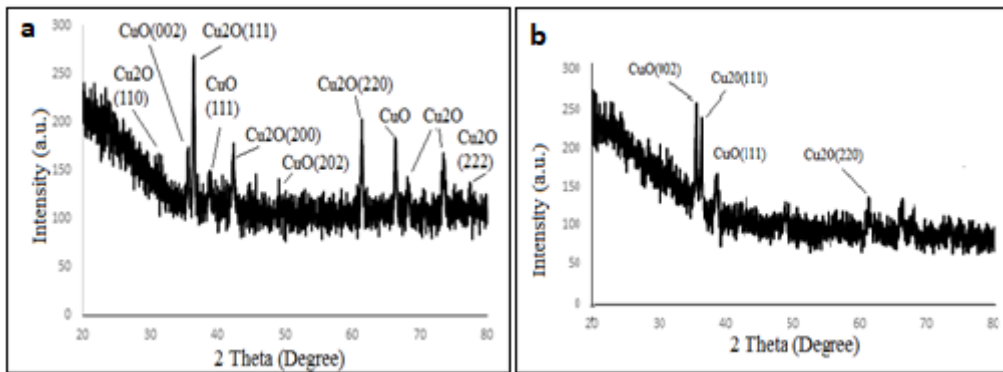 a
CuO(002)
Cu2O(111)
Cu2O
(110)
CuO
(111)
Cu2O(200)
CuO(202)
Cu2O(220)
CuO
Cu2O
Cu2O
(222)
Intensity (a.u.)
300
250
200
150
100
50
0
20 30 40 50 60 70 80
2 Theta (Degree)
b
CuO(002)
Cu20(111)
CuO(111)
Cu20(220)
Intensity (a.u.)
300
250
200
150
100
50
0
20 30 40 50 60 70 80
2 Theta (Degree)